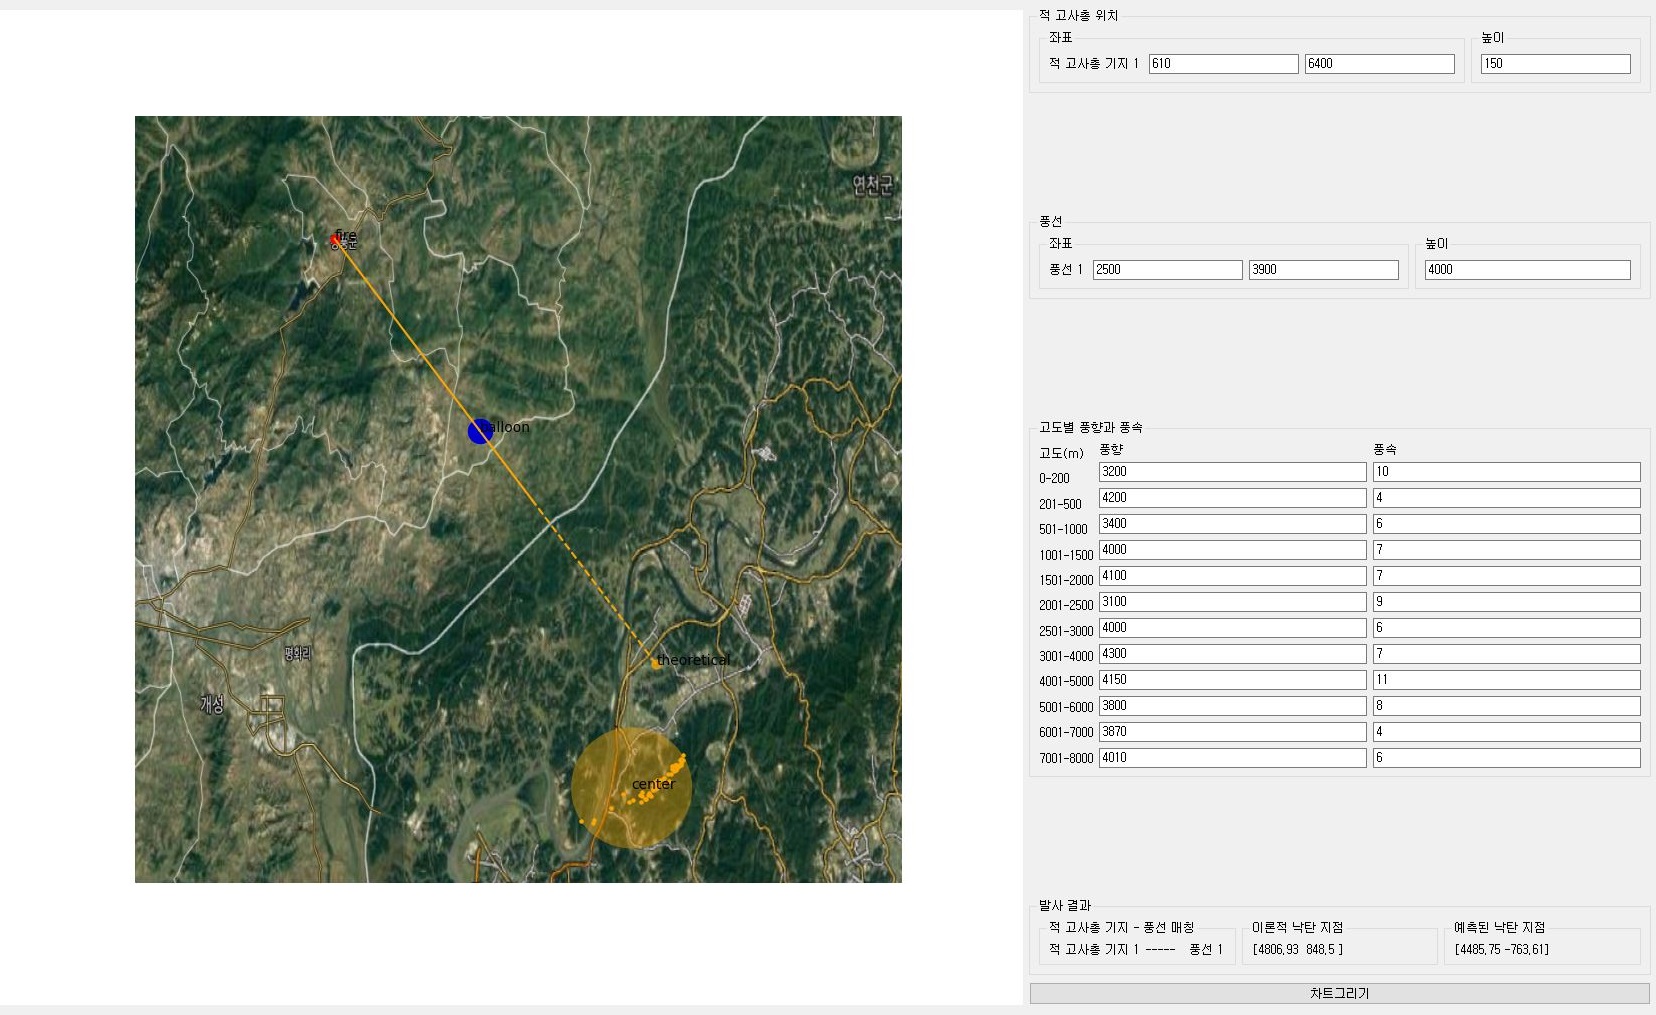 연천군
fire
balloon
theoretical
평화리
개성
center
적 고사총 위치
좌표
높이
적 고사총 기지 1 610 6400 150
풍선
좌표
높이
풍선 1 2500 3900 4000
고도별 풍향과 풍속
고도(m) 풍향 풍속
0-200 3200 10
201-500 4200 4
501-1000 3400 6
1001-1500 4000 7
1501-2000 4100 7
2001-2500 3100 9
2501-3000 4000 6
3001-4000 4300 7
4001-5000 4150 11
5001-6000 3800 8
6001-7000 3870 4
7001-8000 4010 6
발사 결과
적 고사총 기지 - 풍선 매칭 이론적 낙탄 지점 예측된 낙탄 지점
적 고사총 기지 1 ----- 풍선 1 [4806.93 848.5 ] [4485.75 -763.61]
차트그리기